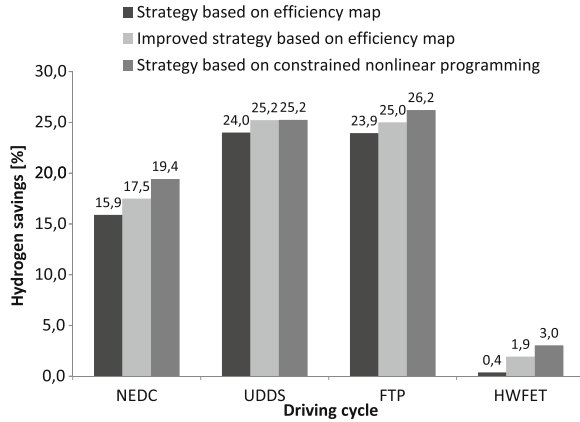 Strategy based on efficiency map
Improved strategy based on efficiency map
Strategy based on constrained nonlinear programming
Hydrogen savings [%]
30,0
25,0
20,0
15,0
10,0
5,0
0,0
15,9 17,5 19,4
24,0 25,2 25,2
23,9 25,0 26,2
0,4 1,9 3,0
NEDC UDDS FTP HWFET
Driving cycle